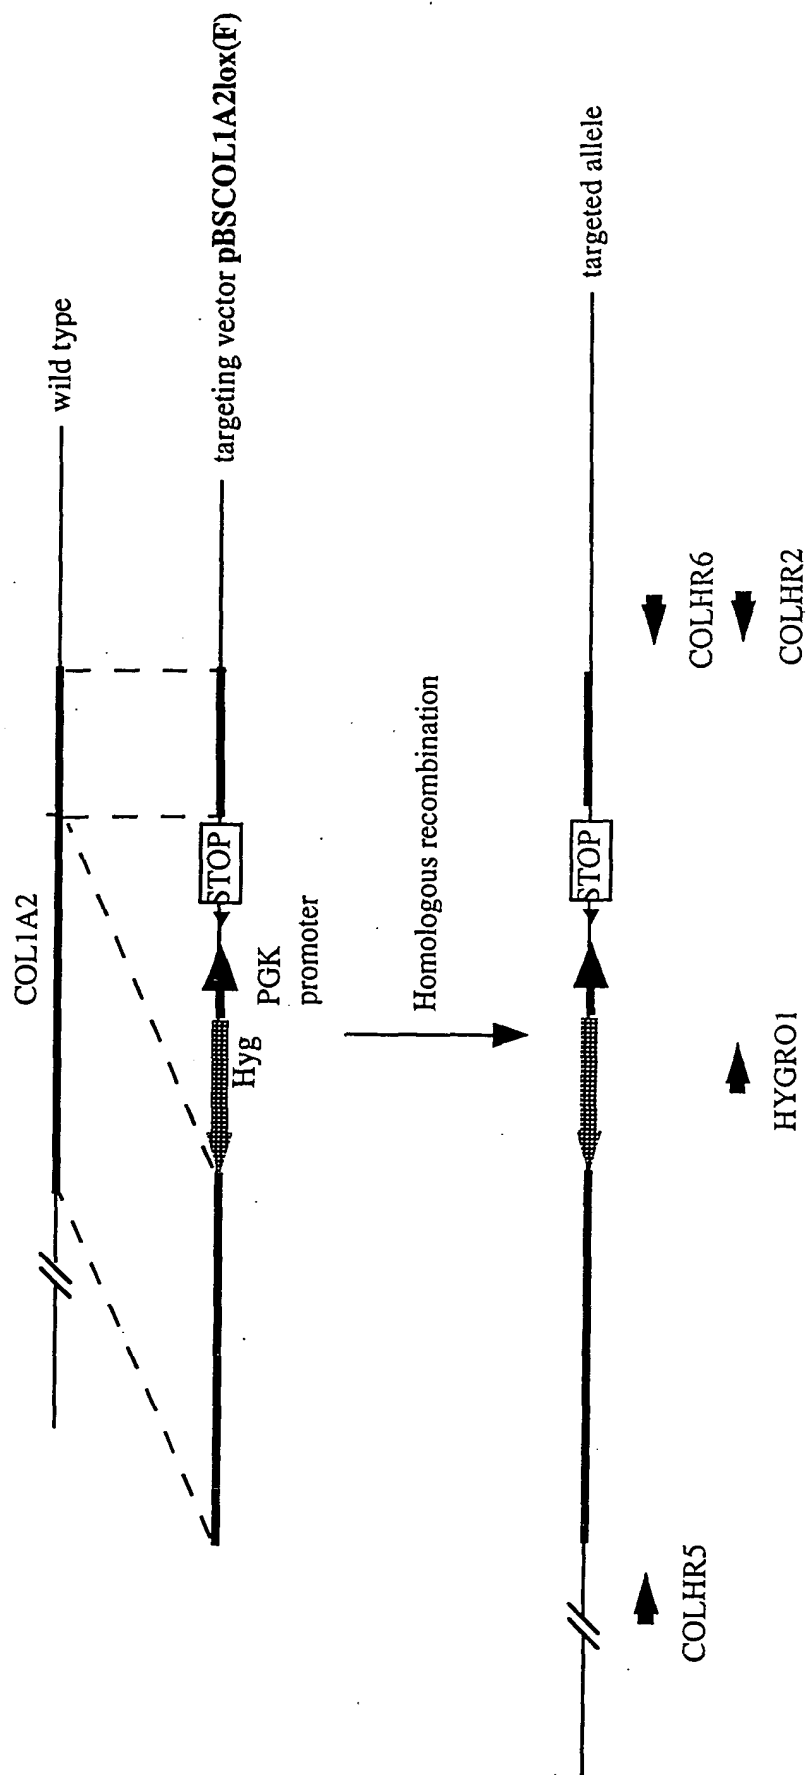 COL1A2
wild type
targeting vector pBSCOL1A2lox(F)
STOP
Hyg
PGK
promoter
Homologous recombination
STOP
targeted allele
COLHR5
HYGRO1
COLHR6
COLHR2